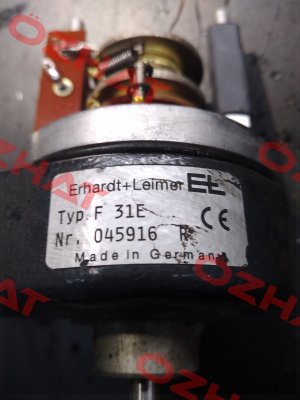 Erhardt+Leimer EL
Typ. F 31E CE
Nr. 045916 R
Made in Germany
OZHAT
OZHAT
OZHAT
OZHAT